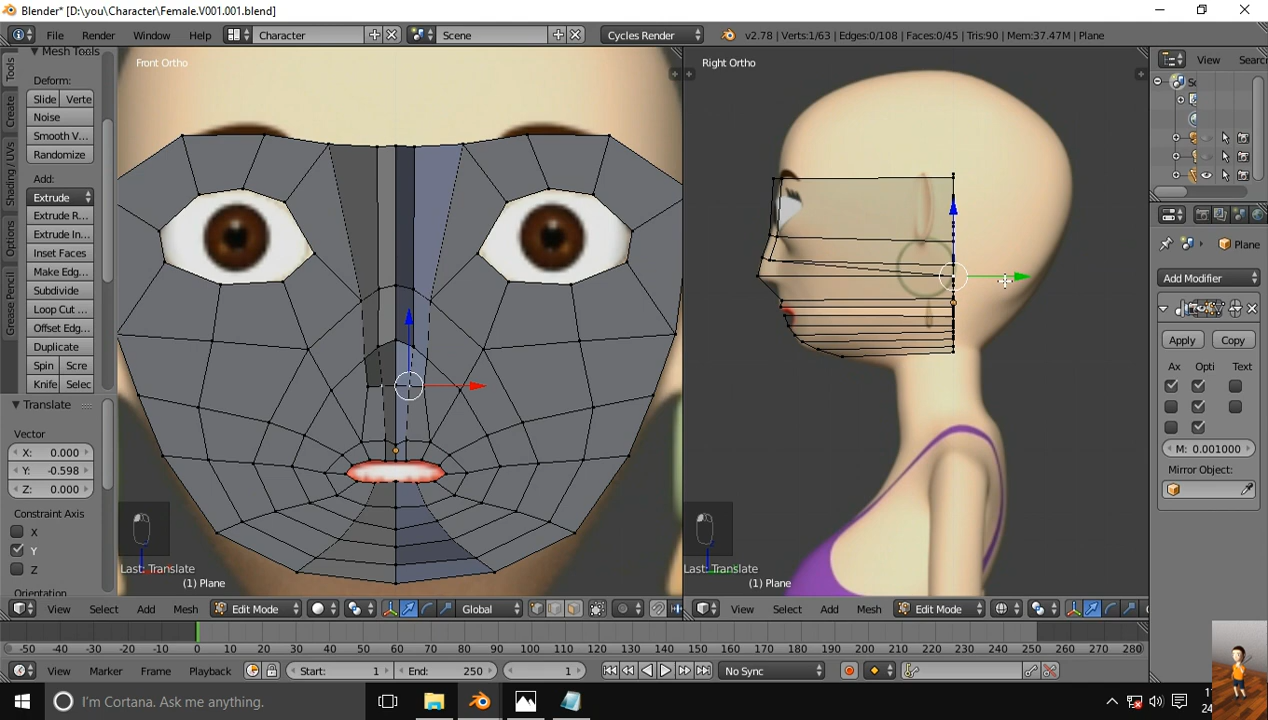 Blender* [D:\you\Character\Female.V001.001.blend]
File Render Window Help Character Scene Cycles Render v2.78 | Verts:1/63 | Edges:0/108 | Faces:0/45 | Tris:90 | Mem:37.47M | Plane
Tools
Create
Shading / UVs
Options
Grease Pencil
Mesh Tools
Deform:
Slide Verte
Noise
Smooth V...
Randomize
Add:
Extrude
Extrude R...
Extrude In...
Inset Faces
Make Edg...
Subdivide
Loop Cut ...
Offset Edg...
Duplicate
Spin Scre
Knife Selec
Translate
Vector
X: 0.000
Y: -0.598
Z: 0.000
Constraint Axis
X
Y
Z
Orientation
Front Ortho
Last: Translate
(1) Plane
Right Ortho
Last: Translate
(1) Plane
View Searc
Plane
Add Modifier
Apply Copy
Ax Opti Text
M: 0.001000
Mirror Object:
View Select Add Mesh Edit Mode Global
View Select Add Mesh Edit Mode
-50 -40 -30 -20 -10 0 10 20 30 40 50 60 70 80 90 100 110 120 130 140 150 160 170 180 190 200 210 220 230 240 250 260 270 280
View Marker Frame Playback Start: 1 End: 250 1 No Sync
I'm Cortana. Ask me anything.